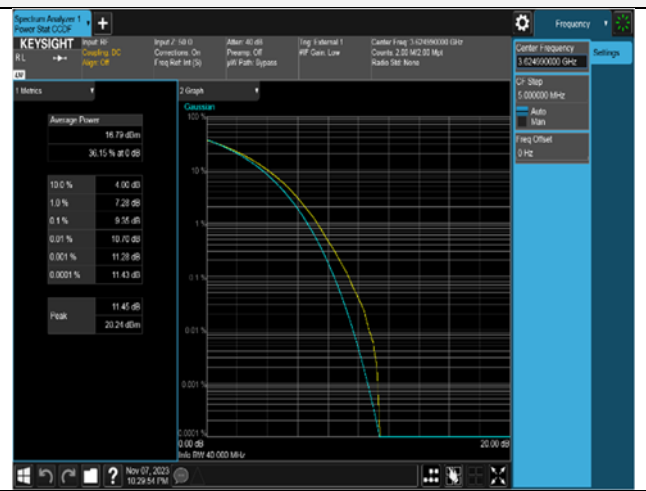 Spectrum Analyzer 1
Power Stat CCDF
Frequency
KEYSIGHT
R L
Input: RF
Coupling: DC
Align: Off
Input Z: 50 Ω
Corrections: On
Freq Ref: Int (S)
Atten: 40 dB
Preamp: Off
µW Path: Bypass
Trig: External 1
#IF Gain: Low
Center Freq: 3.624990000 GHz
Counts: 2.00 M/2.00 Mpt
Radio Std: None
Center Frequency
3.624990000 GHz
Settings
CF Step
5.000000 MHz
Auto
Man
Freq Offset
0 Hz
1 Metrics
Average Power
16.79 dBm
36.15 % at 0 dB
10.0 % 4.00 dB
1.0 % 7.28 dB
0.1 % 9.35 dB
0.01 % 10.70 dB
0.001 % 11.28 dB
0.0001 % 11.43 dB
Peak
11.45 dB
20.24 dBm
2 Graph
Gaussian
100 %
10 %
1 %
0.1 %
0.01 %
0.001 %
0.0001 %
0.00 dB
20.00 dB
Info BW 40.000 MHz
?
Nov 07, 2023
10:29:54 PM